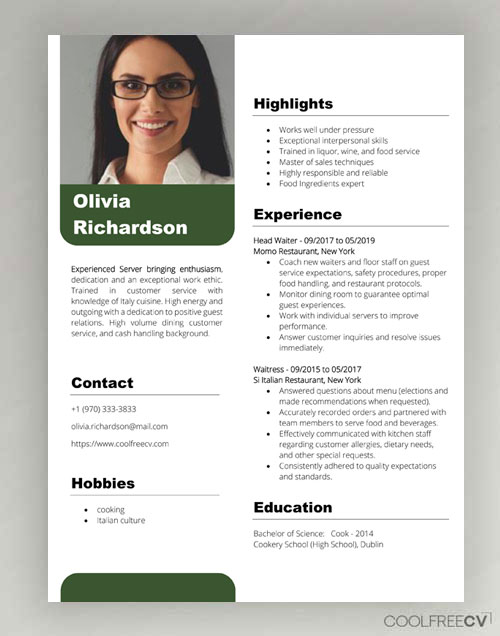 Olivia
Richardson
Experienced Server bringing enthusiasm,
dedication and an exceptional work ethic.
Trained in customer service with
knowledge of Italy cuisine. High energy and
outgoing with a dedication to positive guest
relations. High volume dining customer
service, and cash handling background.
Contact
+1 (970) 333-3833
olivia.richardson@mail.com
https://www.coolfreecv.com
Hobbies
• cooking
• Italian culture
Highlights
• Works well under pressure
• Exceptional interpersonal skills
• Trained in liquor, wine, and food service
• Master of sales techniques
• Highly responsible and reliable
• Food Ingredients expert
Experience
Head Waiter - 09/2017 to 05/2019
Momo Restaurant, New York
• Coach new waiters and floor staff on guest
service expectations, safety procedures, proper
food handling, and restaurant protocols.
• Monitor dining room to guarantee optimal
guest experiences.
• Work with individual servers to improve
performance.
• Answer customer inquiries and resolve issues
immediately.
Waitress - 09/2015 to 05/2017
Si Italian Restaurant, New York
• Answered questions about menu (elections and
made recommendations when requested).
• Accurately recorded orders and partnered with
team members to serve food and beverages.
• Effectively communicated with kitchen staff
regarding customer allergies, dietary needs,
and other special requests.
• Consistently adhered to quality expectations
and standards.
Education
Bachelor of Science: Cook - 2014
Cookery School (High School), Dublin
COOLFREECV